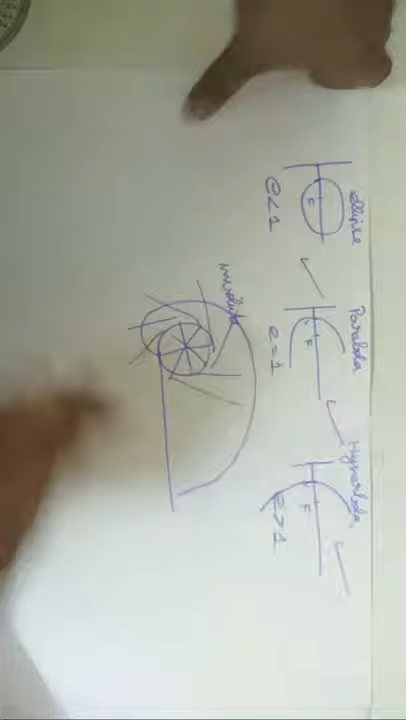 ellipse
Parabola
Hyperbola
F
F
F
e<1
e=1
e>1
involute